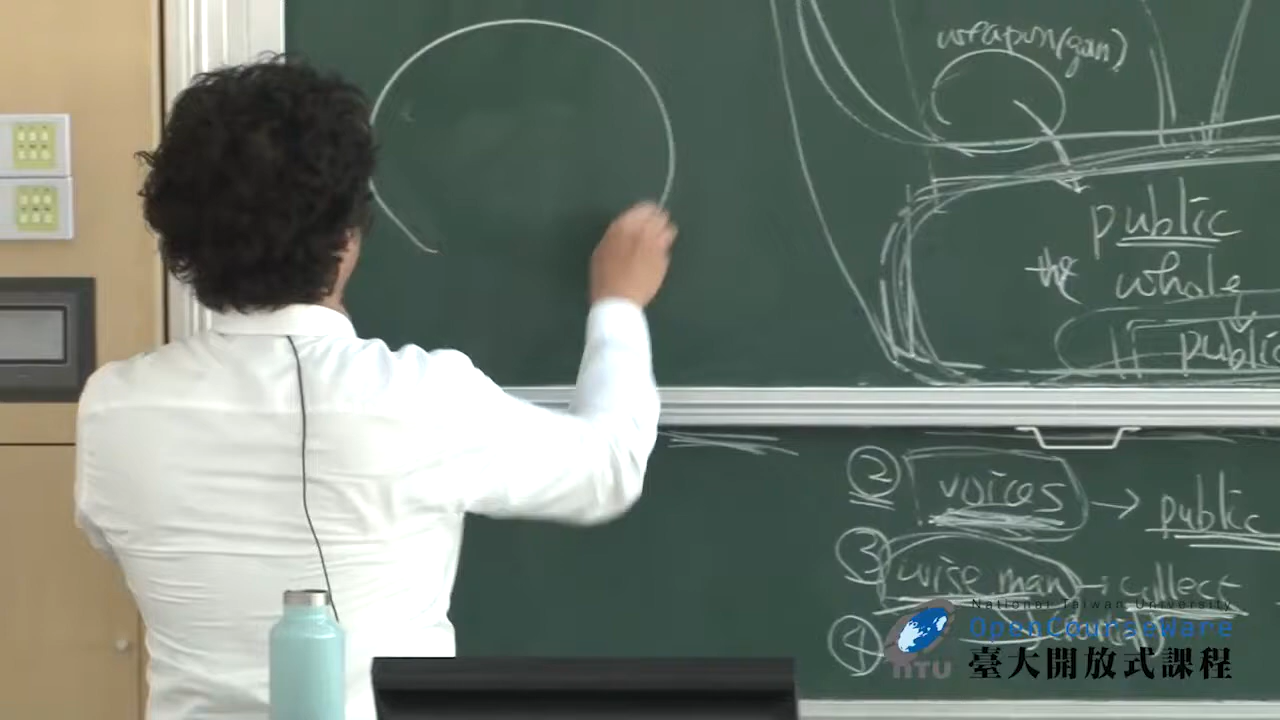 weapon(gun)
public
the whole
public
② voices → public
③ wise man → collect
④
National Taiwan University
OpenCourseWare
NTU
臺大開放式課程